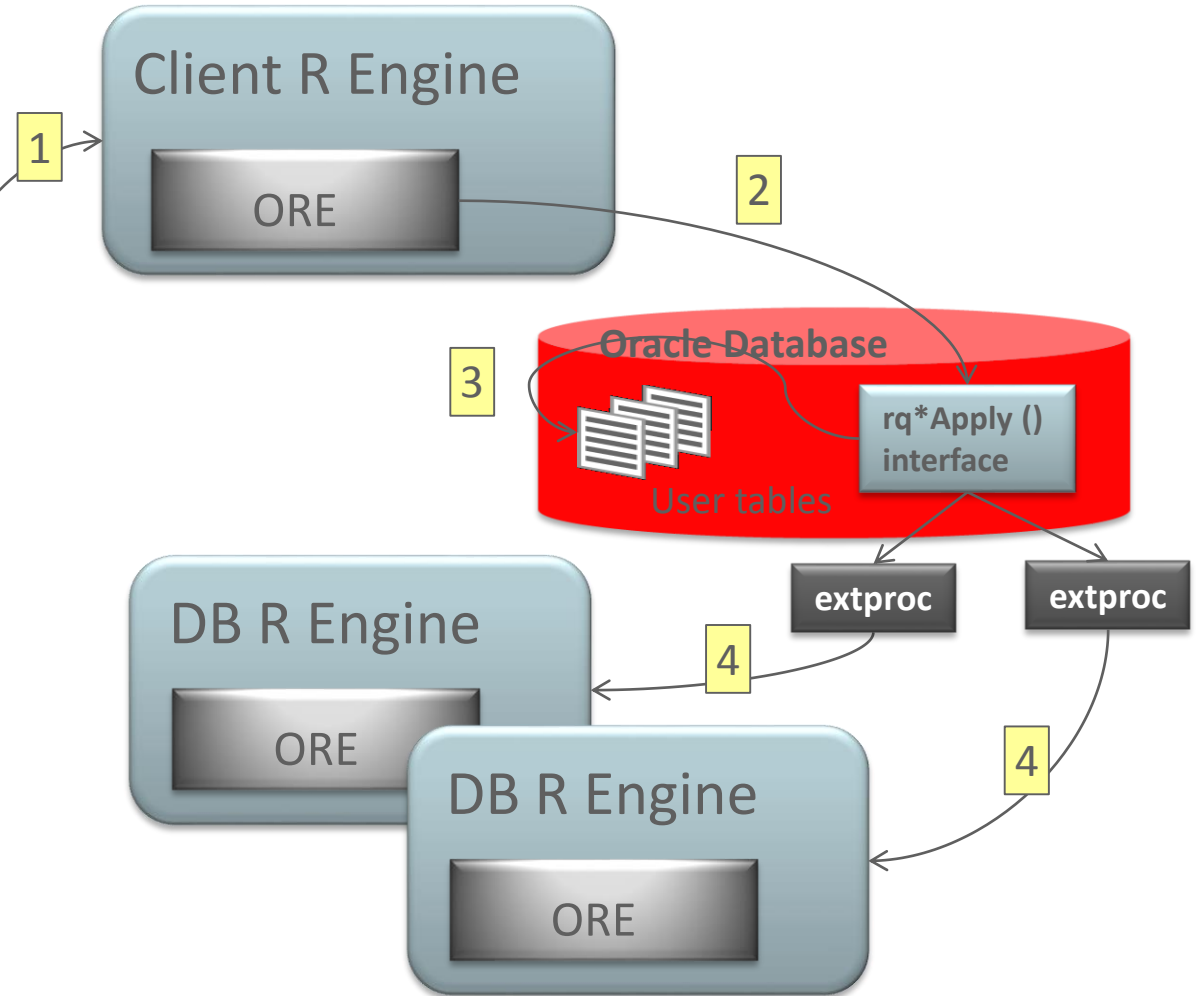 Client R Engine
1
ORE
2
Oracle Database
3
rq*Apply ()
interface
User tables
extproc
extproc
DB R Engine
4
ORE
4
DB R Engine
ORE